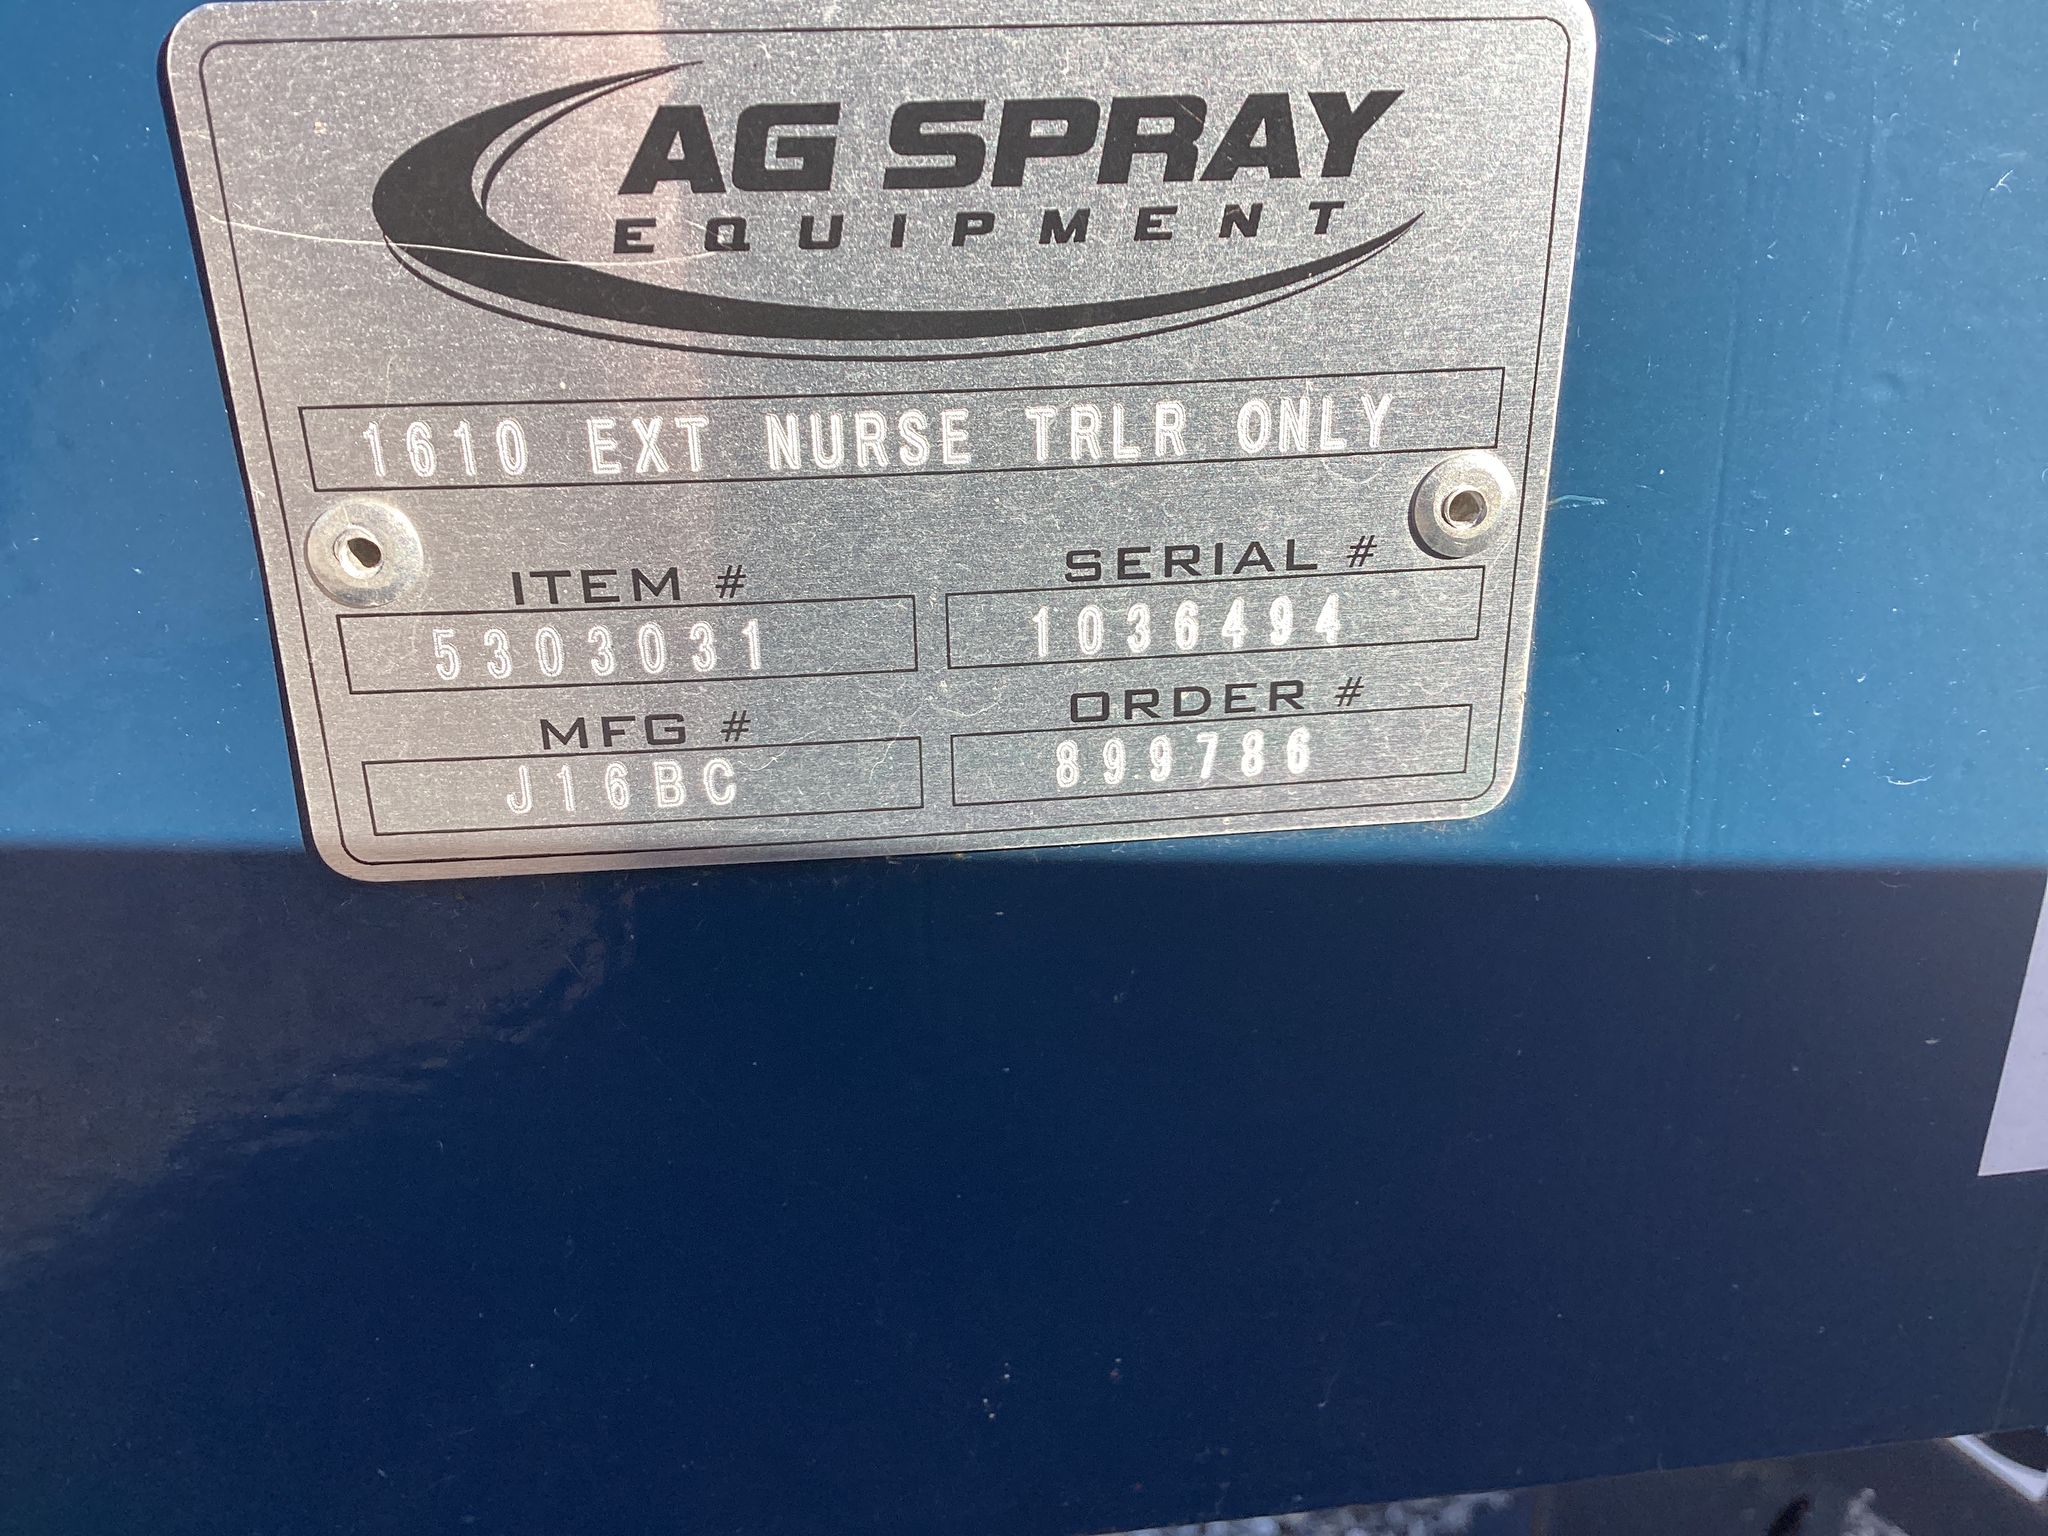 AG SPRAY
EQUIPMENT
1610 EXT NURSE TRLR ONLY
ITEM # SERIAL #
5303031 1036494
MFG # ORDER #
J16BC 899786